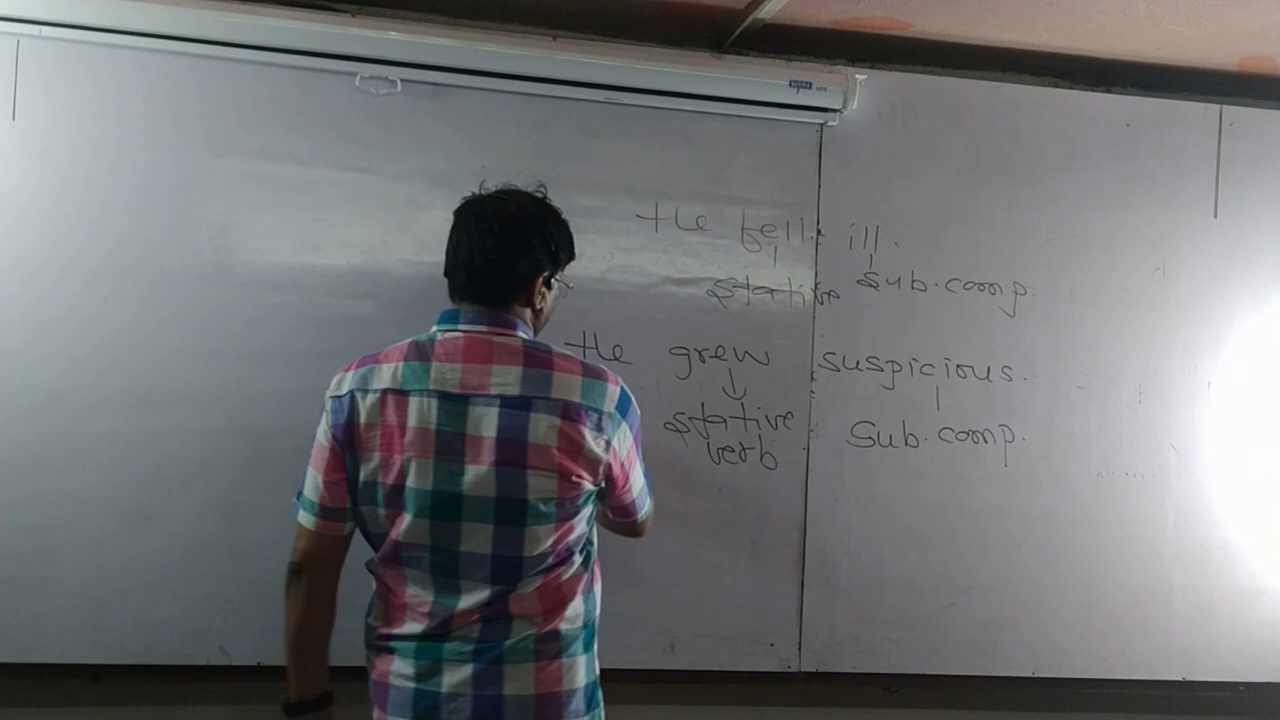 He fell ill.
stative sub. comp.
He grew suspicious.
stative Sub. comp.
verb